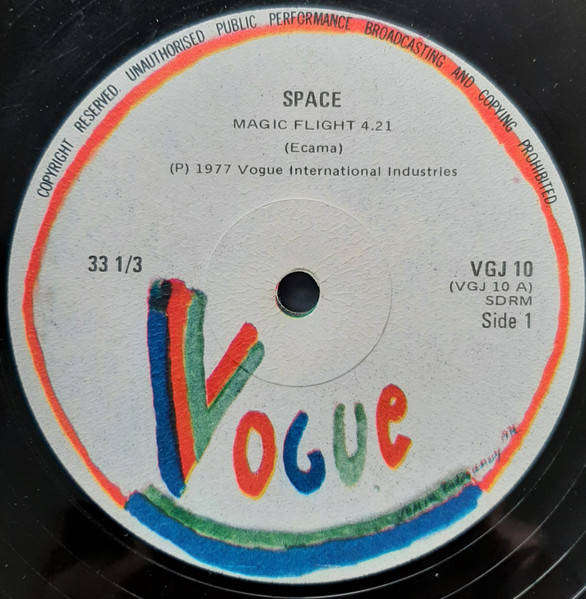 COPYRIGHT RESERVED UNAUTHORISED PUBLIC PERFORMANCE BROADCASTING AND COPYING PROHIBITED
SPACE
MAGIC FLIGHT 4.21
(Ecama)
(P) 1977 Vogue International Industries
33 1/3
VGJ 10
(VGJ 10 A)
SDRM
Side 1
VOGUE